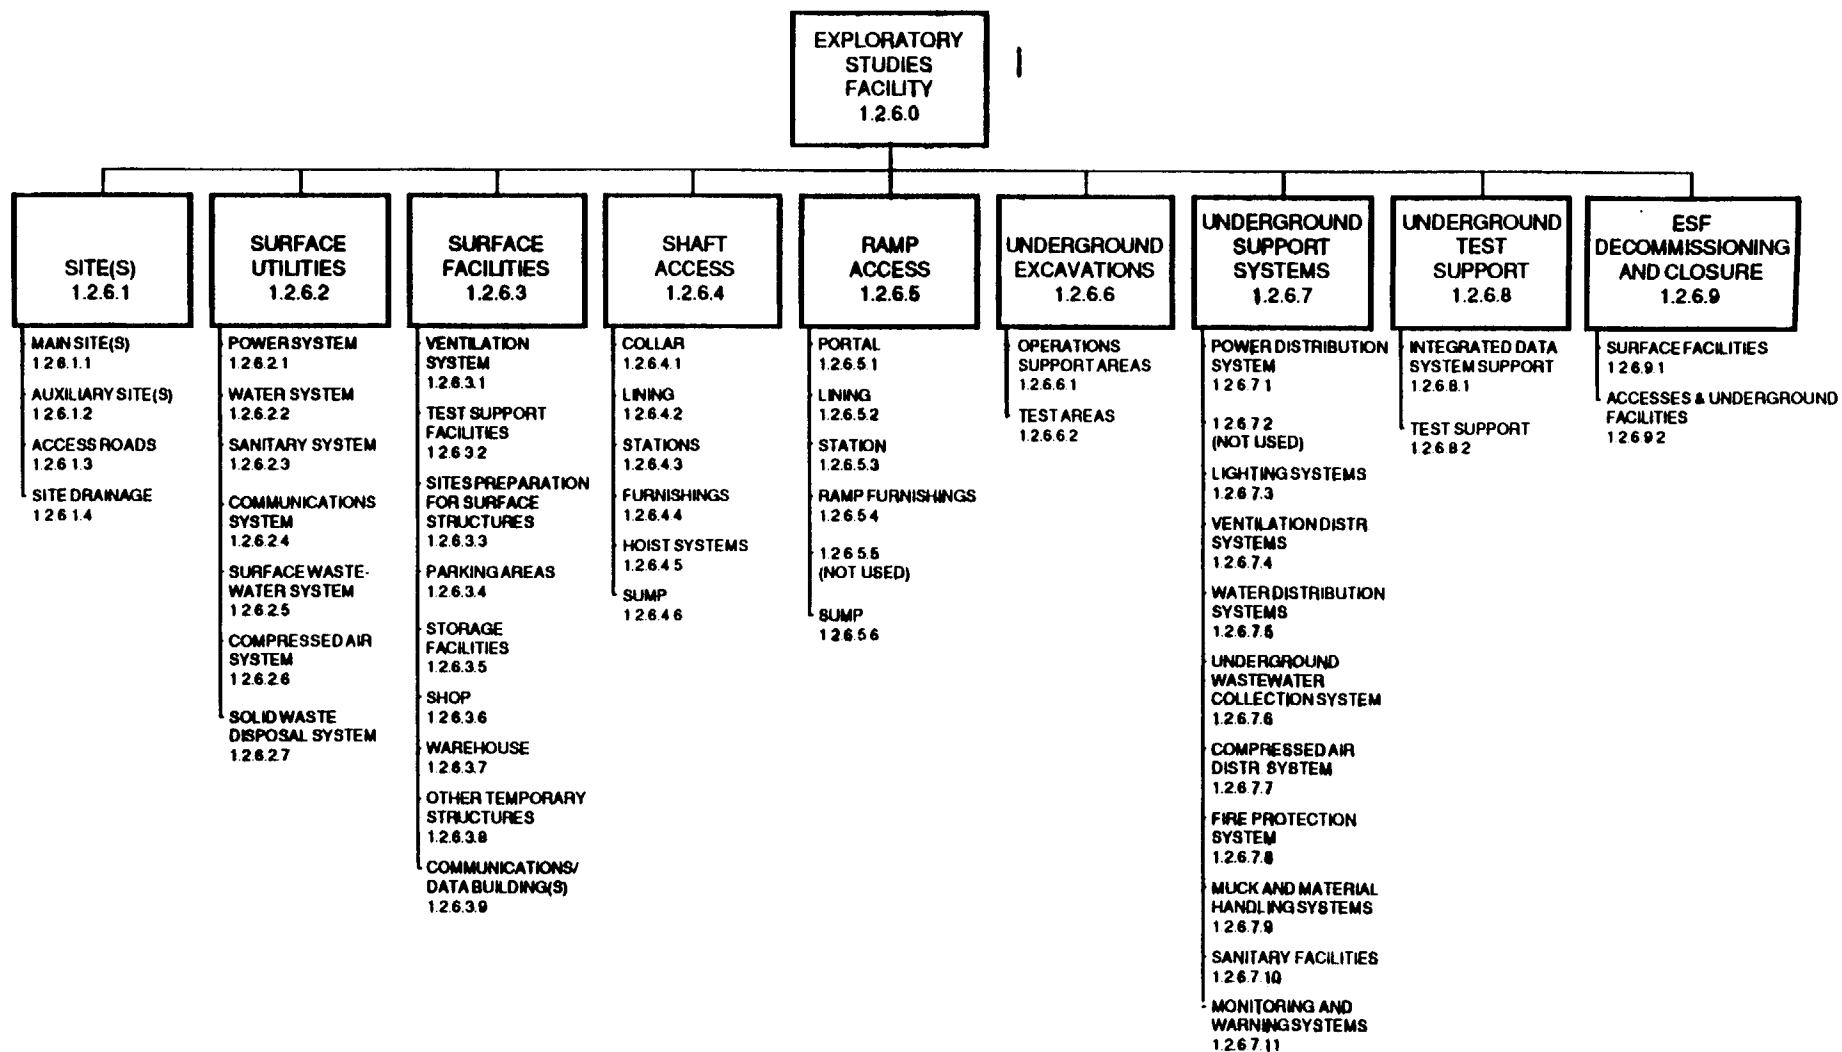 EXPLORATORY
STUDIES
FACILITY
1.2.6.0
SITE(S)
1.2.6.1
MAIN SITE(S)
1.2.6.1.1
AUXILIARY SITE(S)
1.2.6.1.2
ACCESS ROADS
1.2.6.1.3
SITE DRAINAGE
1.2.6.1.4
SURFACE
UTILITIES
1.2.6.2
POWER SYSTEM
1.2.6.2.1
WATER SYSTEM
1.2.6.2.2
SANITARY SYSTEM
1.2.6.2.3
COMMUNICATIONS
SYSTEM
1.2.6.2.4
SURFACE WASTE-
WATER SYSTEM
1.2.6.2.5
COMPRESSED AIR
SYSTEM
1.2.6.2.6
SOLID WASTE
DISPOSAL SYSTEM
1.2.6.2.7
SURFACE
FACILITIES
1.2.6.3
VENTILATION
SYSTEM
1.2.6.3.1
TEST SUPPORT
FACILITIES
1.2.6.3.2
SITES PREPARATION
FOR SURFACE
STRUCTURES
1.2.6.3.3
PARKING AREAS
1.2.6.3.4
STORAGE
FACILITIES
1.2.6.3.5
SHOP
1.2.6.3.6
WAREHOUSE
1.2.6.3.7
OTHER TEMPORARY
STRUCTURES
1.2.6.3.8
COMMUNICATIONS/
DATA BUILDING(S)
1.2.6.3.9
SHAFT
ACCESS
1.2.6.4
COLLAR
1.2.6.4.1
LINING
1.2.6.4.2
STATIONS
1.2.6.4.3
FURNISHINGS
1.2.6.4.4
HOIST SYSTEMS
1.2.6.4.5
SUMP
1.2.6.4.6
RAMP
ACCESS
1.2.6.5
PORTAL
1.2.6.5.1
LINING
1.2.6.5.2
STATION
1.2.6.5.3
RAMP FURNISHINGS
1.2.6.5.4
1.2.6.5.5
(NOT USED)
SUMP
1.2.6.5.6
UNDERGROUND
EXCAVATIONS
1.2.6.6
OPERATIONS
SUPPORT AREAS
1.2.6.6.1
TEST AREAS
1.2.6.6.2
UNDERGROUND
SUPPORT
SYSTEMS
1.2.6.7
POWER DISTRIBUTION
SYSTEM
1.2.6.7.1
1.2.6.7.2
(NOT USED)
LIGHTING SYSTEMS
1.2.6.7.3
VENTILATION DISTR
SYSTEMS
1.2.6.7.4
WATER DISTRIBUTION
SYSTEMS
1.2.6.7.5
UNDERGROUND
WASTEWATER
COLLECTION SYSTEM
1.2.6.7.6
COMPRESSED AIR
DISTR SYSTEM
1.2.6.7.7
FIRE PROTECTION
SYSTEM
1.2.6.7.8
MUCK AND MATERIAL
HANDLING SYSTEMS
1.2.6.7.9
SANITARY FACILITIES
1.2.6.7.10
MONITORING AND
WARNING SYSTEMS
1.2.6.7.11
UNDERGROUND
TEST
SUPPORT
1.2.6.8
INTEGRATED DATA
SYSTEM SUPPORT
1.2.6.8.1
TEST SUPPORT
1.2.6.8.2
ESF
DECOMMISSIONING
AND CLOSURE
1.2.6.9
SURFACE FACILITIES
1.2.6.9.1
ACCESSES & UNDERGROUND
FACILITIES
1.2.6.9.2